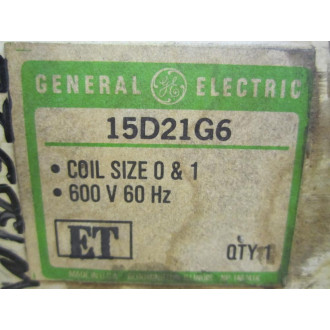 GENERAL ELECTRIC
15D21G6
• COIL SIZE 0 & 1
• 600 V 60 Hz
ET
QTY 1